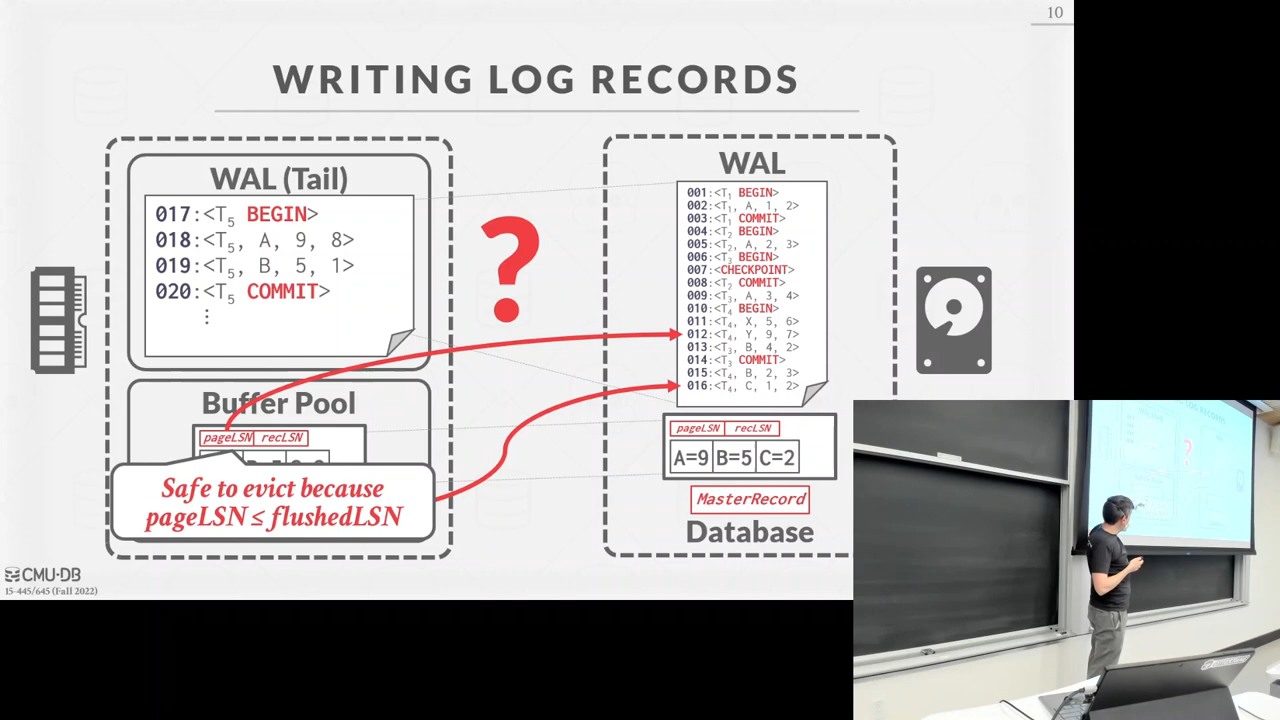 10
WRITING LOG RECORDS
WAL (Tail)
017:<T5 BEGIN>
018:<T5, A, 9, 8>
019:<T5, B, 5, 1>
020:<T5 COMMIT>
⋮
?
Buffer Pool
pageLSN recLSN
Safe to evict because
pageLSN ≤ flushedLSN
WAL
001:<T1 BEGIN>
002:<T1, A, 1, 2>
003:<T1 COMMIT>
004:<T2 BEGIN>
005:<T2, A, 2, 3>
006:<T3 BEGIN>
007:<CHECKPOINT>
008:<T2 COMMIT>
009:<T3, A, 3, 4>
010:<T4 BEGIN>
011:<T4, X, 5, 6>
012:<T4, Y, 9, 7>
013:<T3, B, 4, 2>
014:<T3 COMMIT>
015:<T4, B, 2, 3>
016:<T4, C, 1, 2>
pageLSN recLSN
A=9 B=5 C=2
MasterRecord
Database
CMU·DB
15-445/645 (Fall 2022)
LOG RECORDS
?